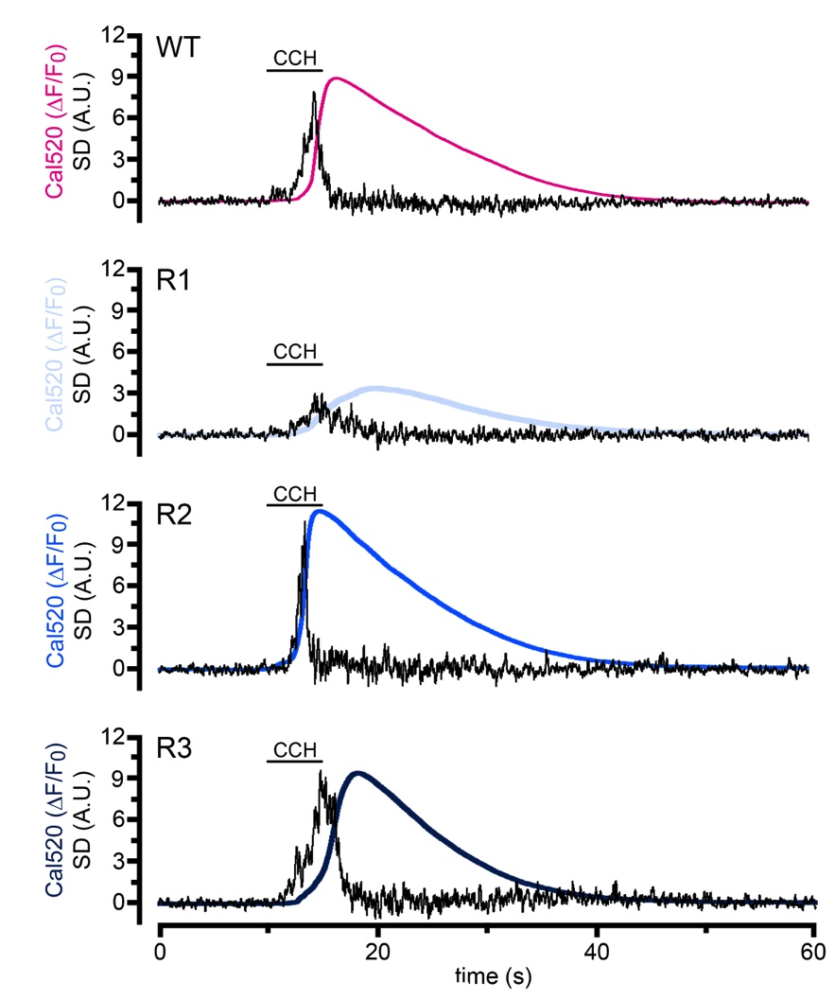 WT
CCH
Cal520 (ΔF/F0)
SD (A.U.)
12
9
6
3
0
R1
CCH
Cal520 (ΔF/F0)
SD (A.U.)
12
9
6
3
0
R2
CCH
Cal520 (ΔF/F0)
SD (A.U.)
12
9
6
3
0
R3
CCH
Cal520 (ΔF/F0)
SD (A.U.)
12
9
6
3
0
0 20 40 60
time (s)